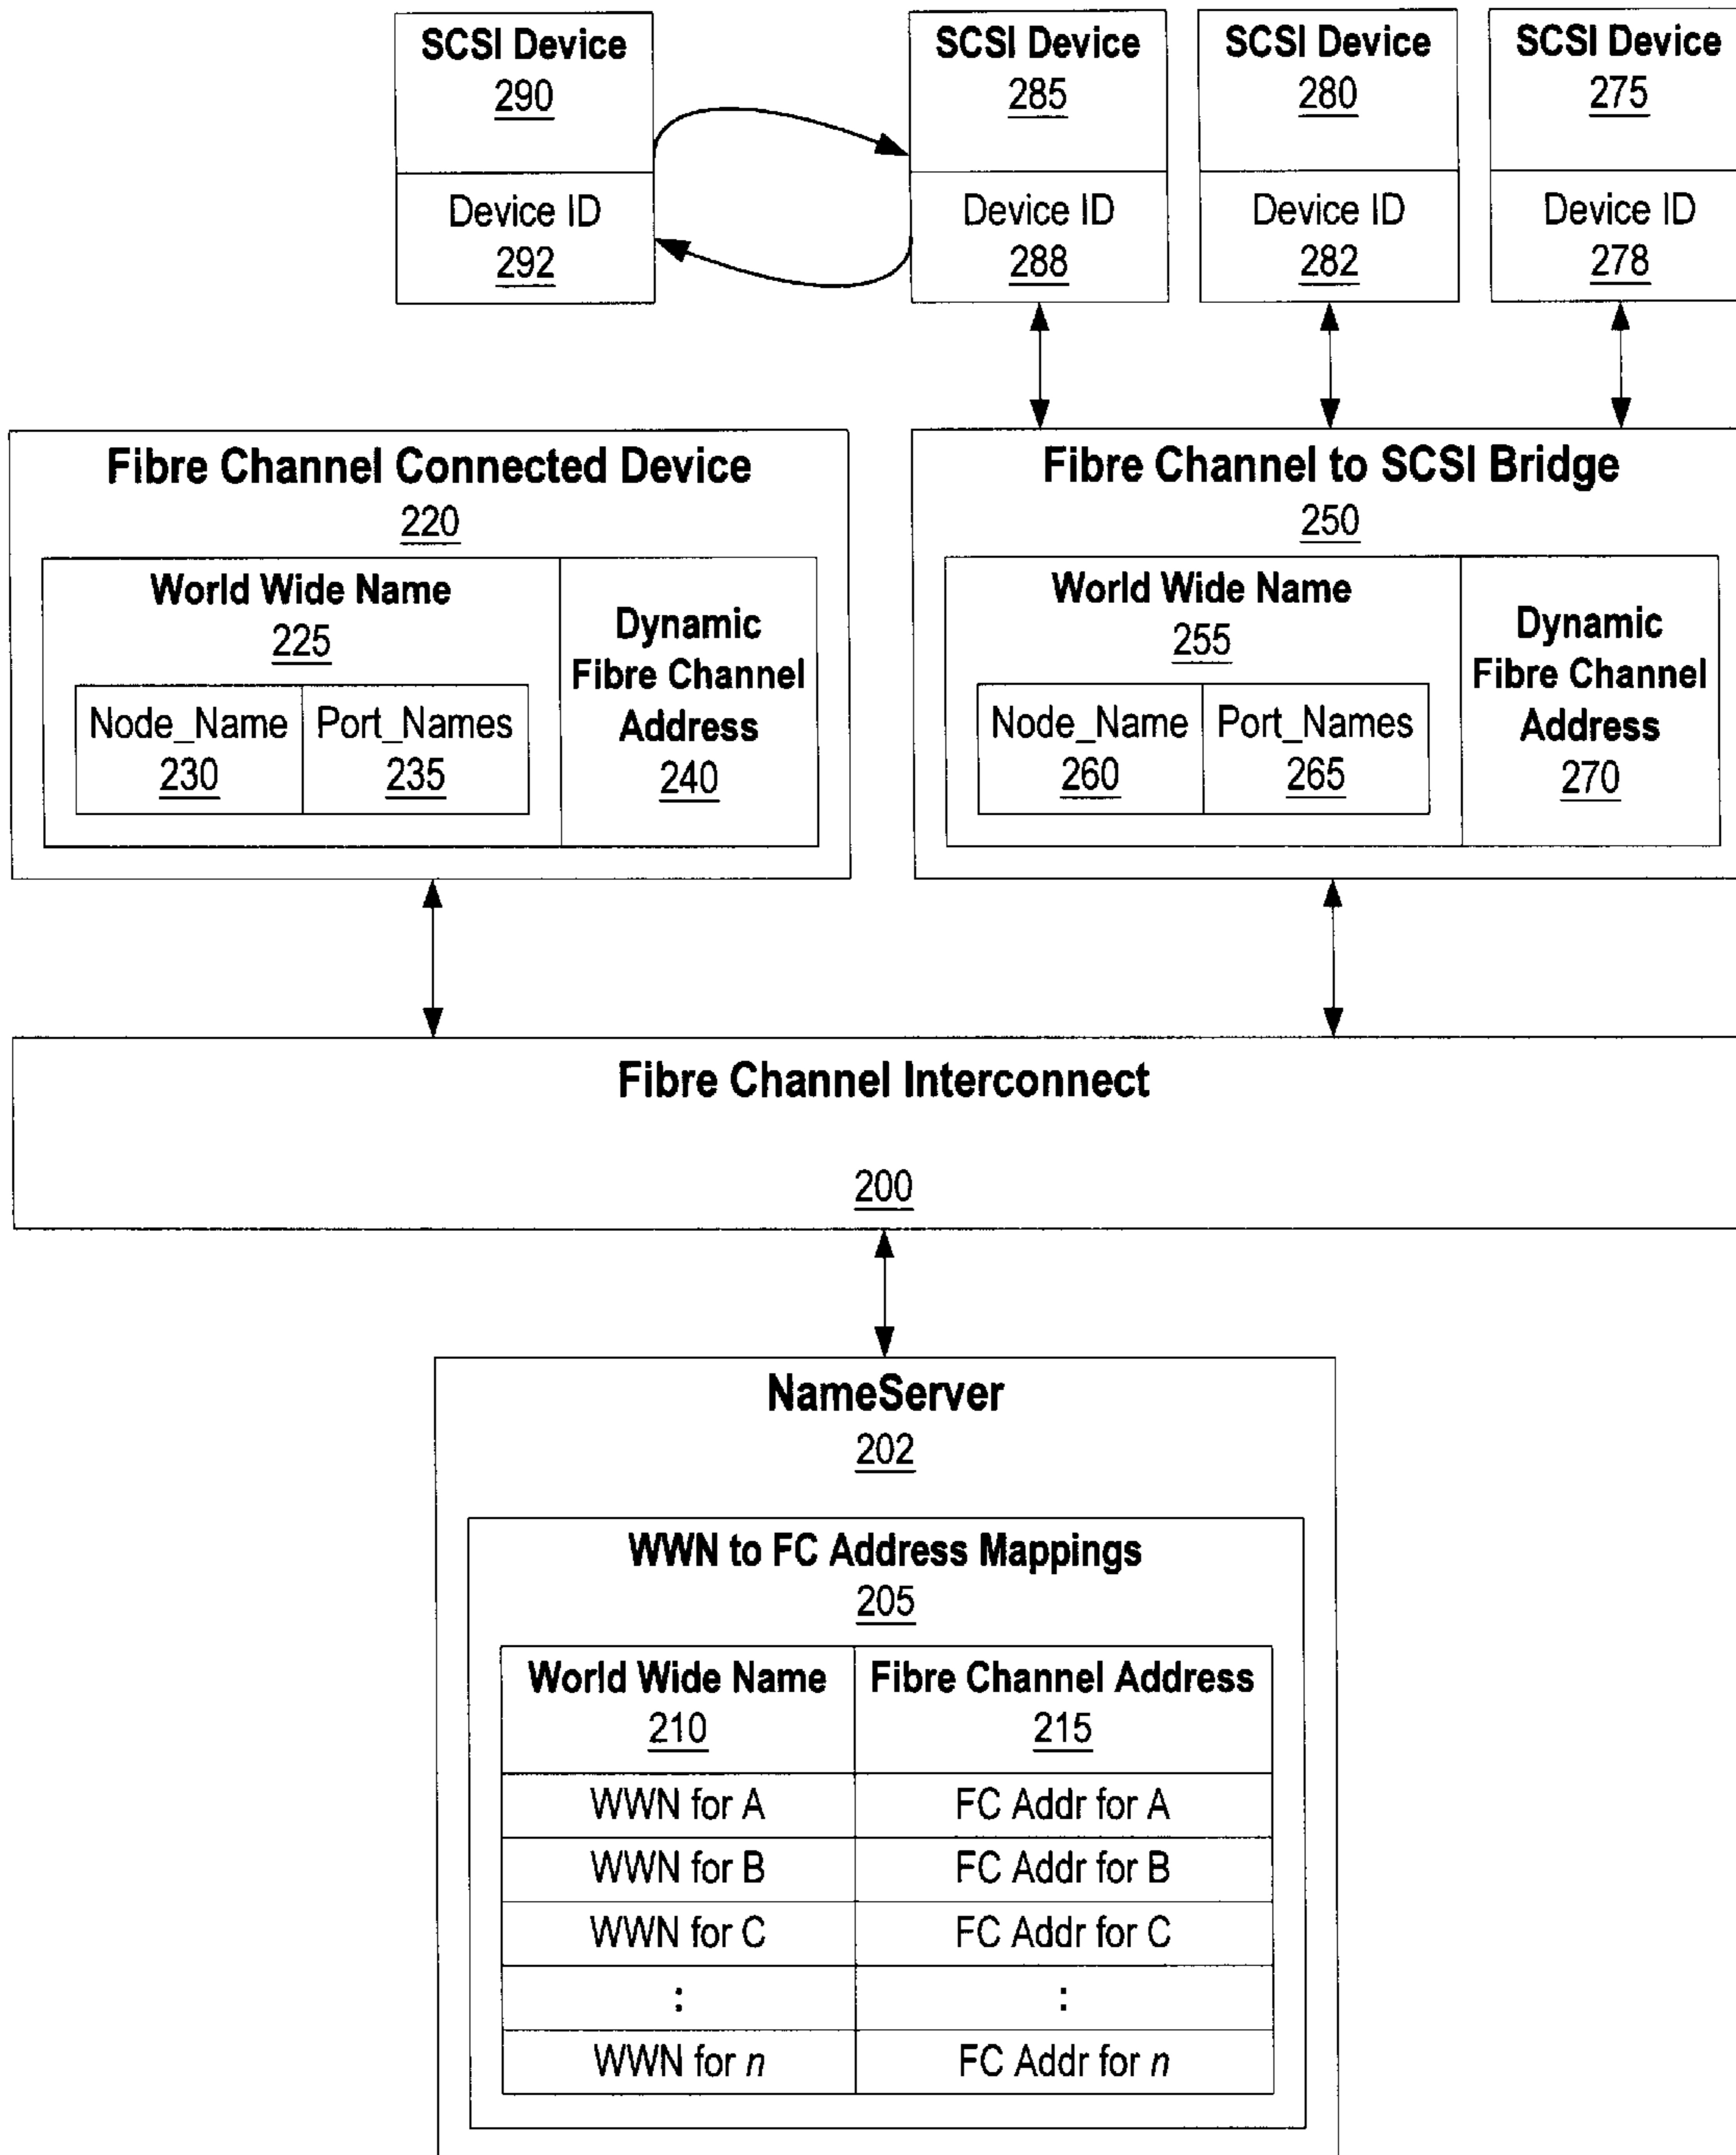 SCSI Device
290
Device ID
292
SCSI Device
285
Device ID
288
SCSI Device
280
Device ID
282
SCSI Device
275
Device ID
278
Fibre Channel Connected Device
220
World Wide Name
225
Node_Name
230
Port_Names
235
Dynamic
Fibre Channel
Address
240
Fibre Channel to SCSI Bridge
250
World Wide Name
255
Node_Name
260
Port_Names
265
Dynamic
Fibre Channel
Address
270
Fibre Channel Interconnect
200
NameServer
202
WWN to FC Address Mappings
205
World Wide Name
210
Fibre Channel Address
215
WWN for A
FC Addr for A
WWN for B
FC Addr for B
WWN for C
FC Addr for C
:
:
WWN for n
FC Addr for n